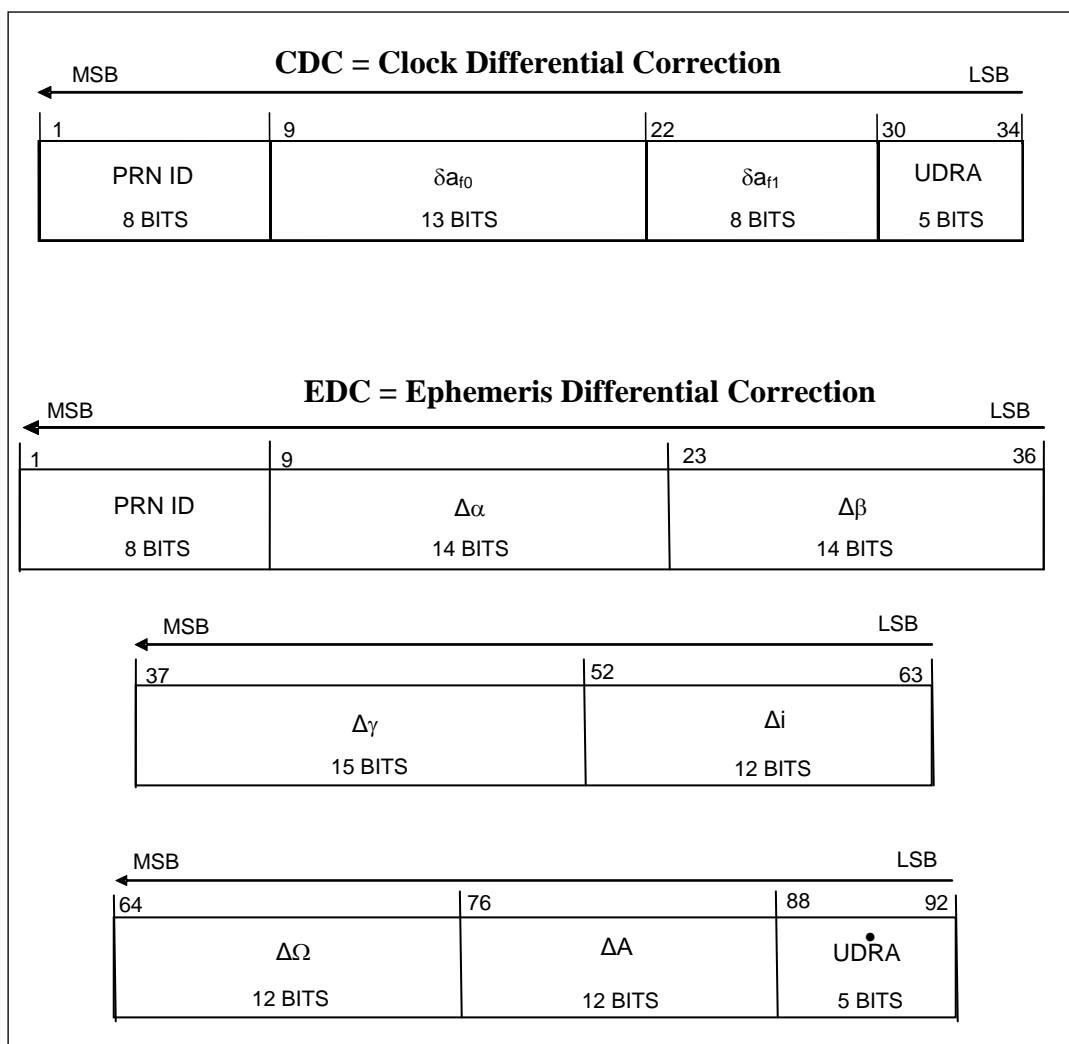 CDC = Clock Differential Correction
MSB LSB
1 9 22 30 34
PRN ID δaf0 δaf1 UDRA
8 BITS 13 BITS 8 BITS 5 BITS
EDC = Ephemeris Differential Correction
MSB LSB
1 9 23 36
PRN ID Δα Δβ
8 BITS 14 BITS 14 BITS
MSB LSB
37 52 63
Δγ Δi
15 BITS 12 BITS
MSB LSB
64 76 88 92
ΔΩ ΔA UDṘA
12 BITS 12 BITS 5 BITS